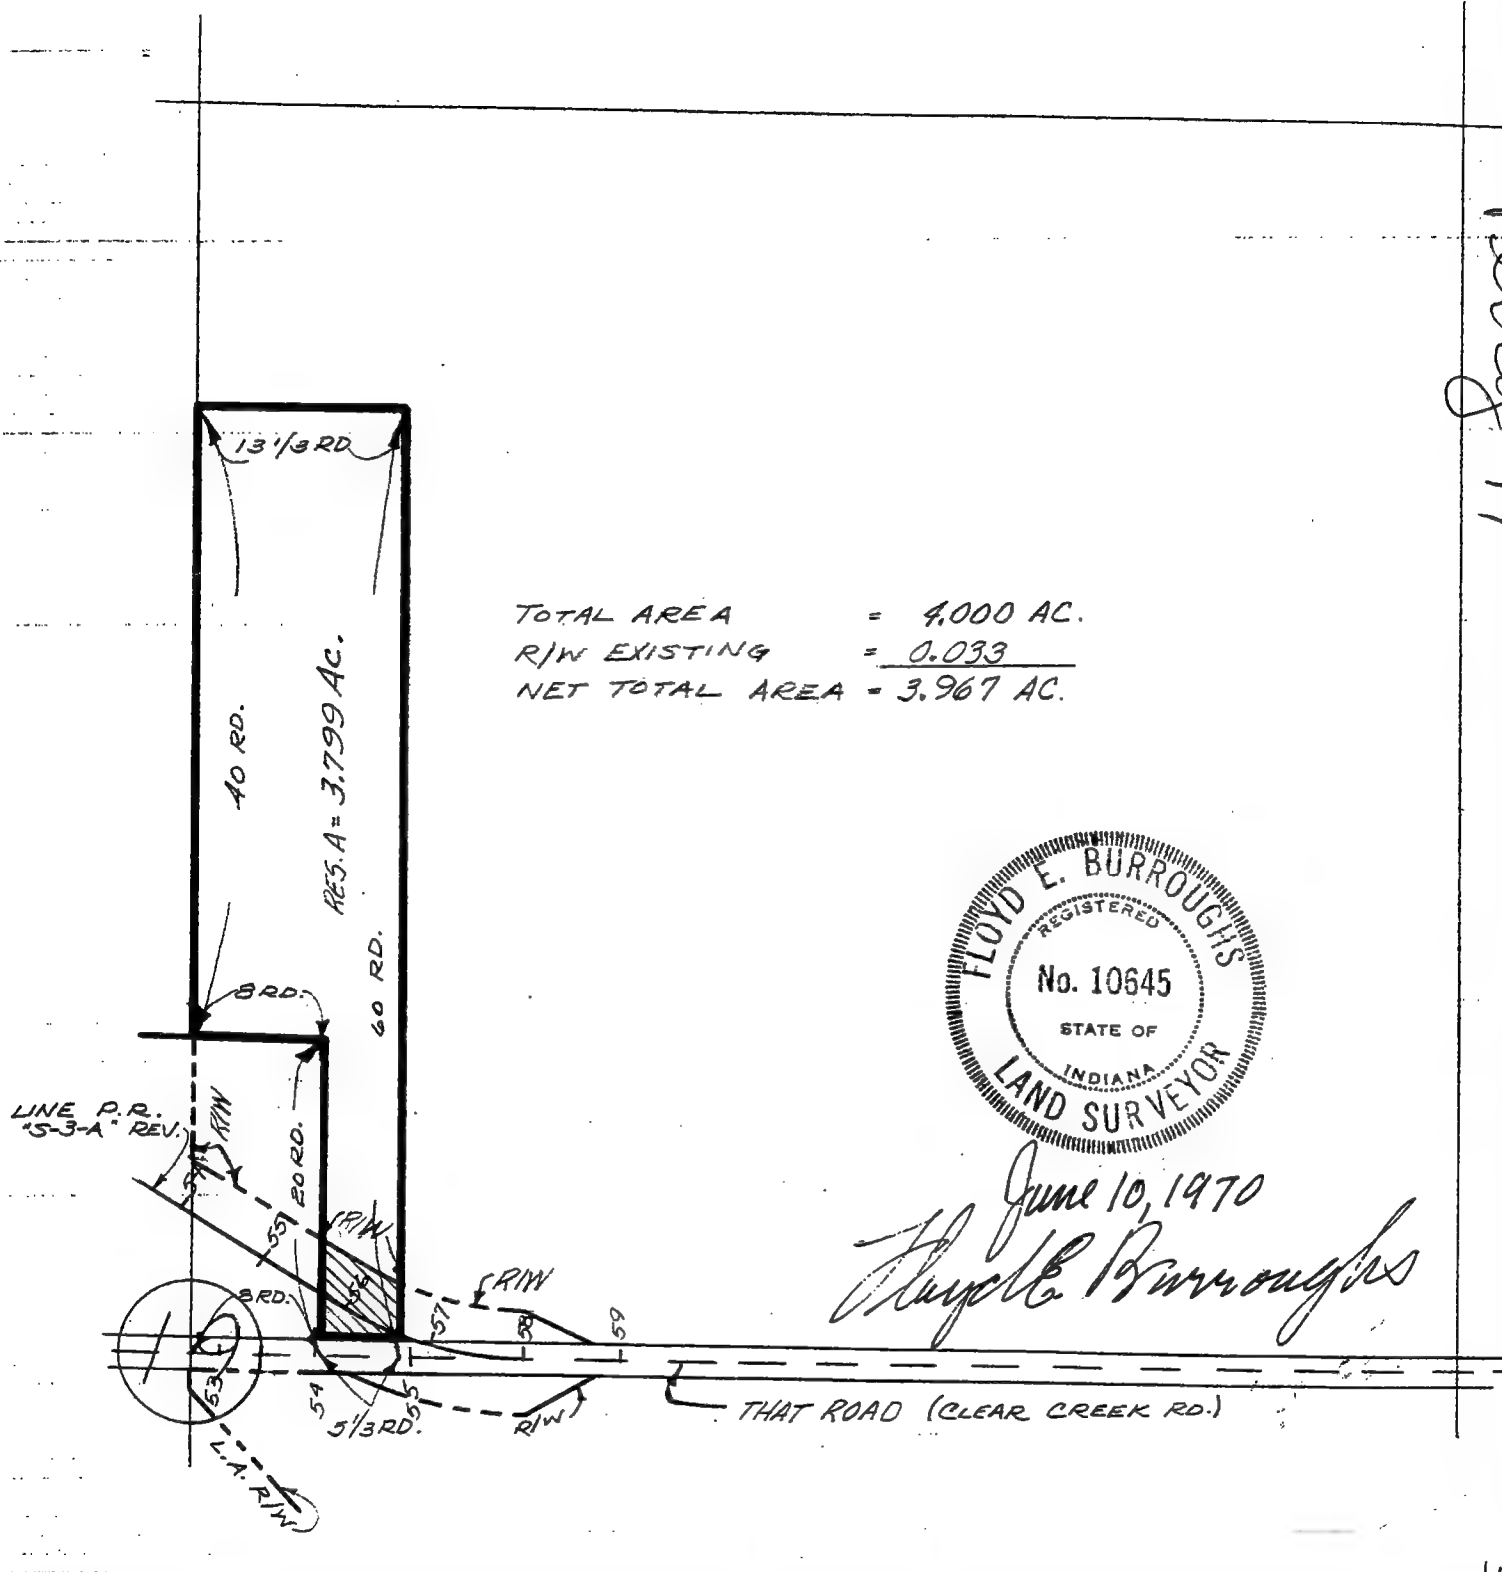 13 1/3 RD.
TOTAL AREA = 4.000 AC.
R/W EXISTING = 0.033
NET TOTAL AREA = 3.967 AC.
40 RD.
RES. A = 3.799 AC.
60 RD.
8 RD.
FLOYD E. BURROUGHS
REGISTERED
No. 10645
STATE OF
INDIANA
LAND SURVEYOR
LINE P.R.
"S-3-A" REV.
R/W
20 RD.
June 10, 1970
Floyd E. Burroughs
55
R/W
56
R/W
8 RD.
57
58
59
53
54
55
5 1/3 RD.
R/W
THAT ROAD (CLEAR CREEK RD.)
L.A. R/W